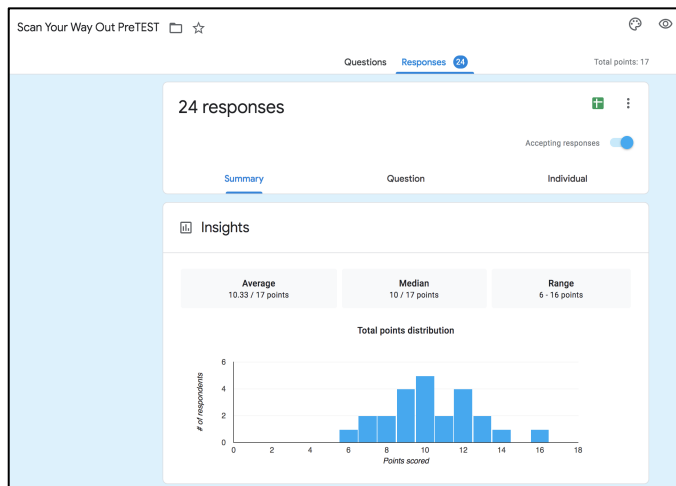 Scan Your Way Out PreTEST
Questions Responses 24 Total points: 17
24 responses
Accepting responses
Summary Question Individual
Insights
Average Median Range
10.33 / 17 points 10 / 17 points 6 - 16 points
Total points distribution
# of respondents
6
4
2
0
0 2 4 6 8 10 12 14 16 18
Points scored